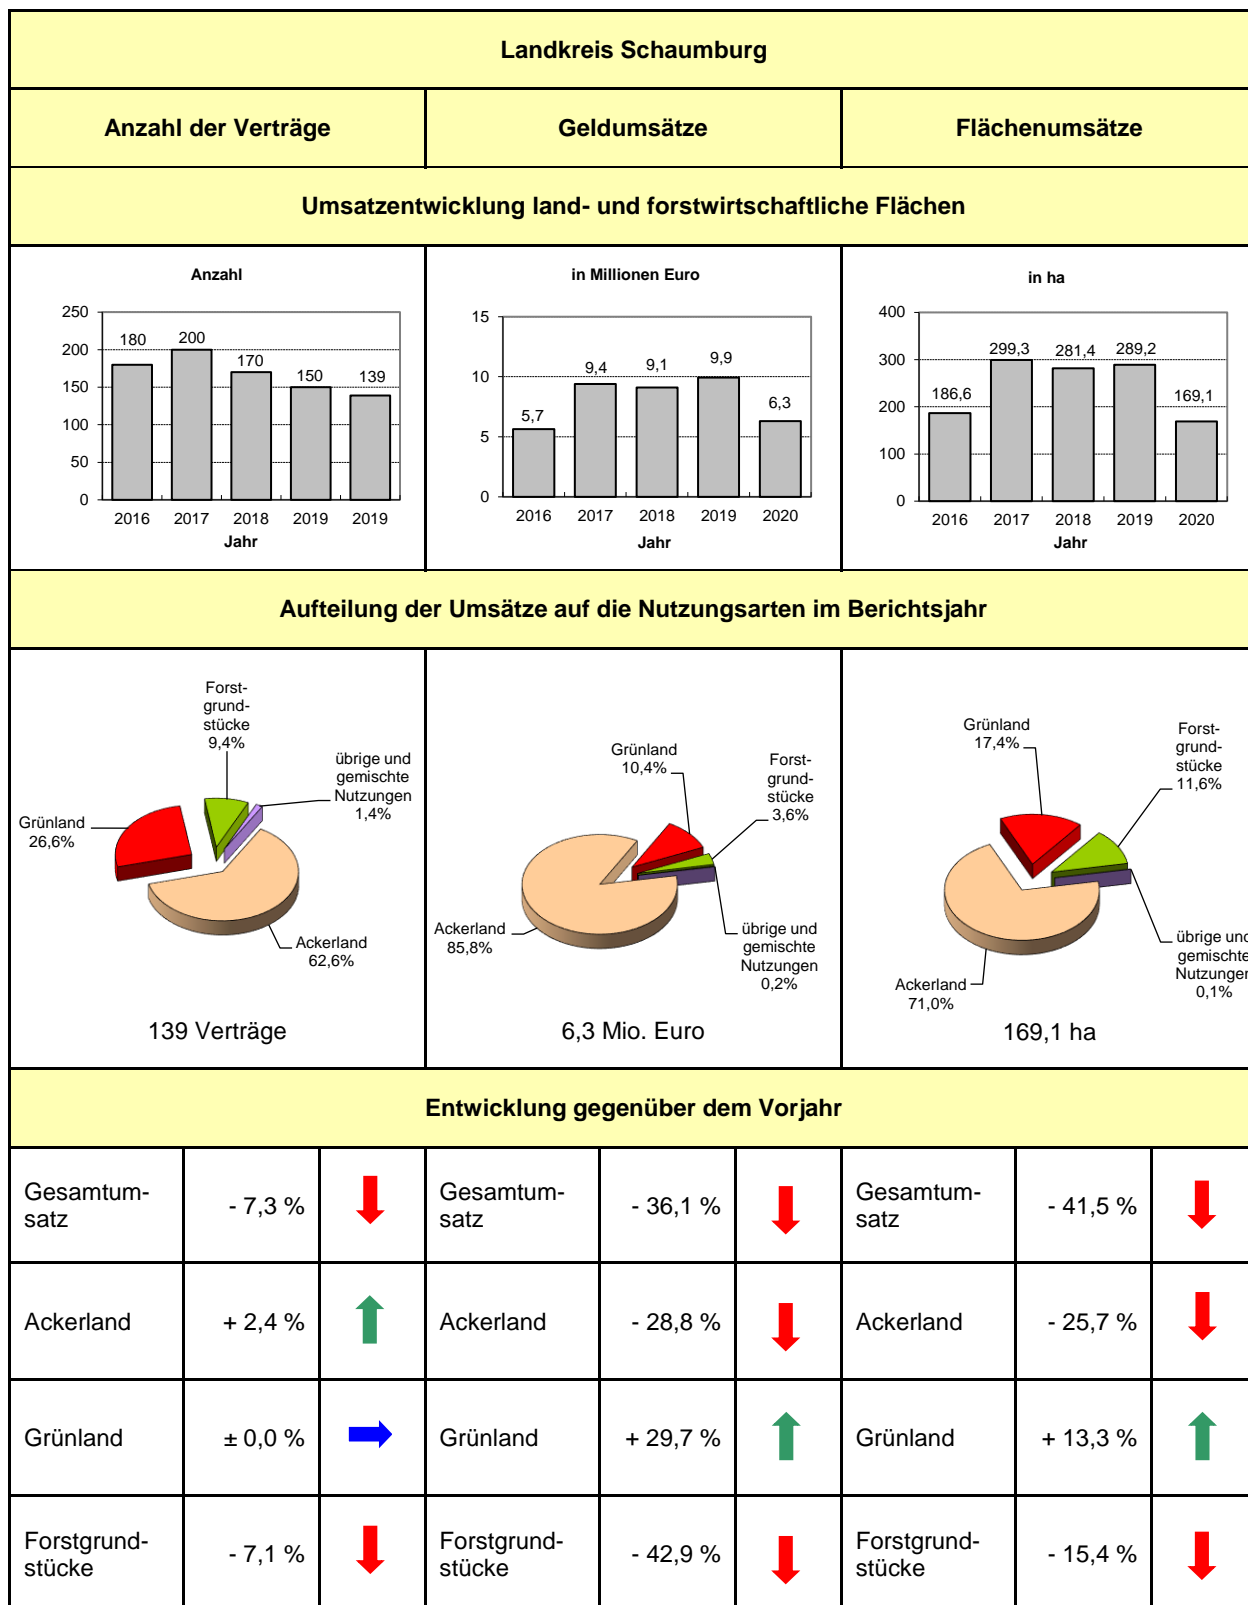 Landkreis Schaumburg
Anzahl der Verträge
Geldumsätze
Flächenumsätze
Umsatzentwicklung land- und forstwirtschaftliche Flächen
Anzahl
250
200
150
100
50
0
180
200
170
150
139
2016
2017
2018
2019
2019
Jahr
in Millionen Euro
15
10
5
0
5,7
9,4
9,1
9,9
6,3
2016
2017
2018
2019
2020
Jahr
in ha
400
300
200
100
0
186,6
299,3
281,4
289,2
169,1
2016
2017
2018
2019
2020
Jahr
Aufteilung der Umsätze auf die Nutzungsarten im Berichtsjahr
Forst-
grund-
stücke
9,4%
übrige und
gemischte
Nutzungen
1,4%
Grünland
26,6%
Ackerland
62,6%
139 Verträge
Grünland
10,4%
Forst-
grund-
stücke
3,6%
Ackerland
85,8%
übrige und
gemischte
Nutzungen
0,2%
6,3 Mio. Euro
Grünland
17,4%
Forst-
grund-
stücke
11,6%
übrige und
gemischte
Nutzungen
0,1%
Ackerland
71,0%
169,1 ha
Entwicklung gegenüber dem Vorjahr
Gesamtum-
satz
- 7,3 %
Gesamtum-
satz
- 36,1 %
Gesamtum-
satz
- 41,5 %
Ackerland
+ 2,4 %
Ackerland
- 28,8 %
Ackerland
- 25,7 %
Grünland
± 0,0 %
Grünland
+ 29,7 %
Grünland
+ 13,3 %
Forstgrund-
stücke
- 7,1 %
Forstgrund-
stücke
- 42,9 %
Forstgrund-
stücke
- 15,4 %